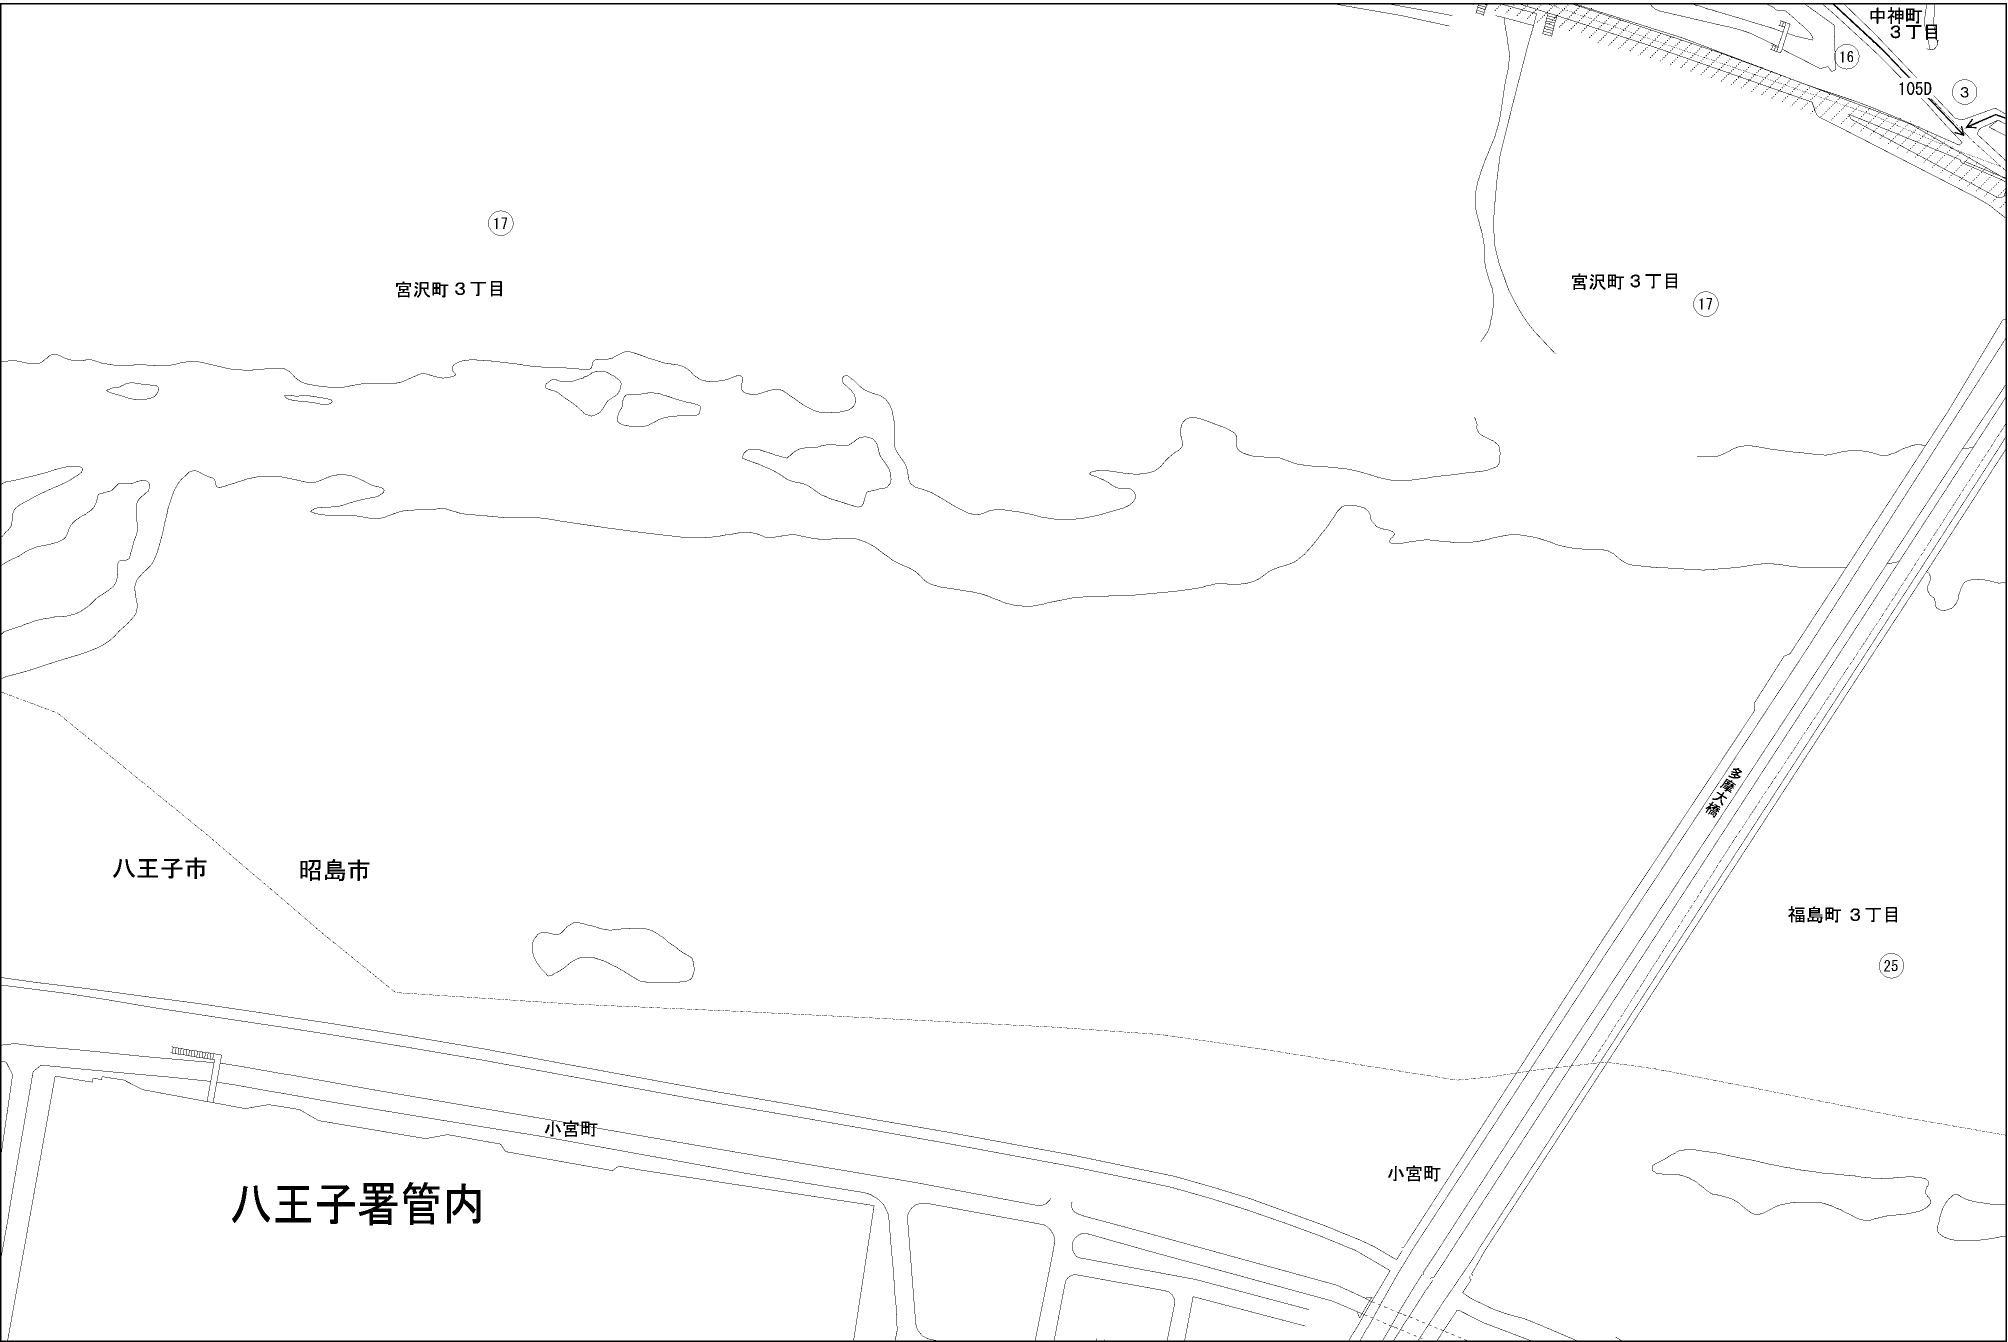 中神町
３丁目
16
105D
3
17
宮沢町３丁目
宮沢町３丁目
17
多摩大橋
八王子市
昭島市
福島町３丁目
25
小宮町
小宮町
八王子署管内